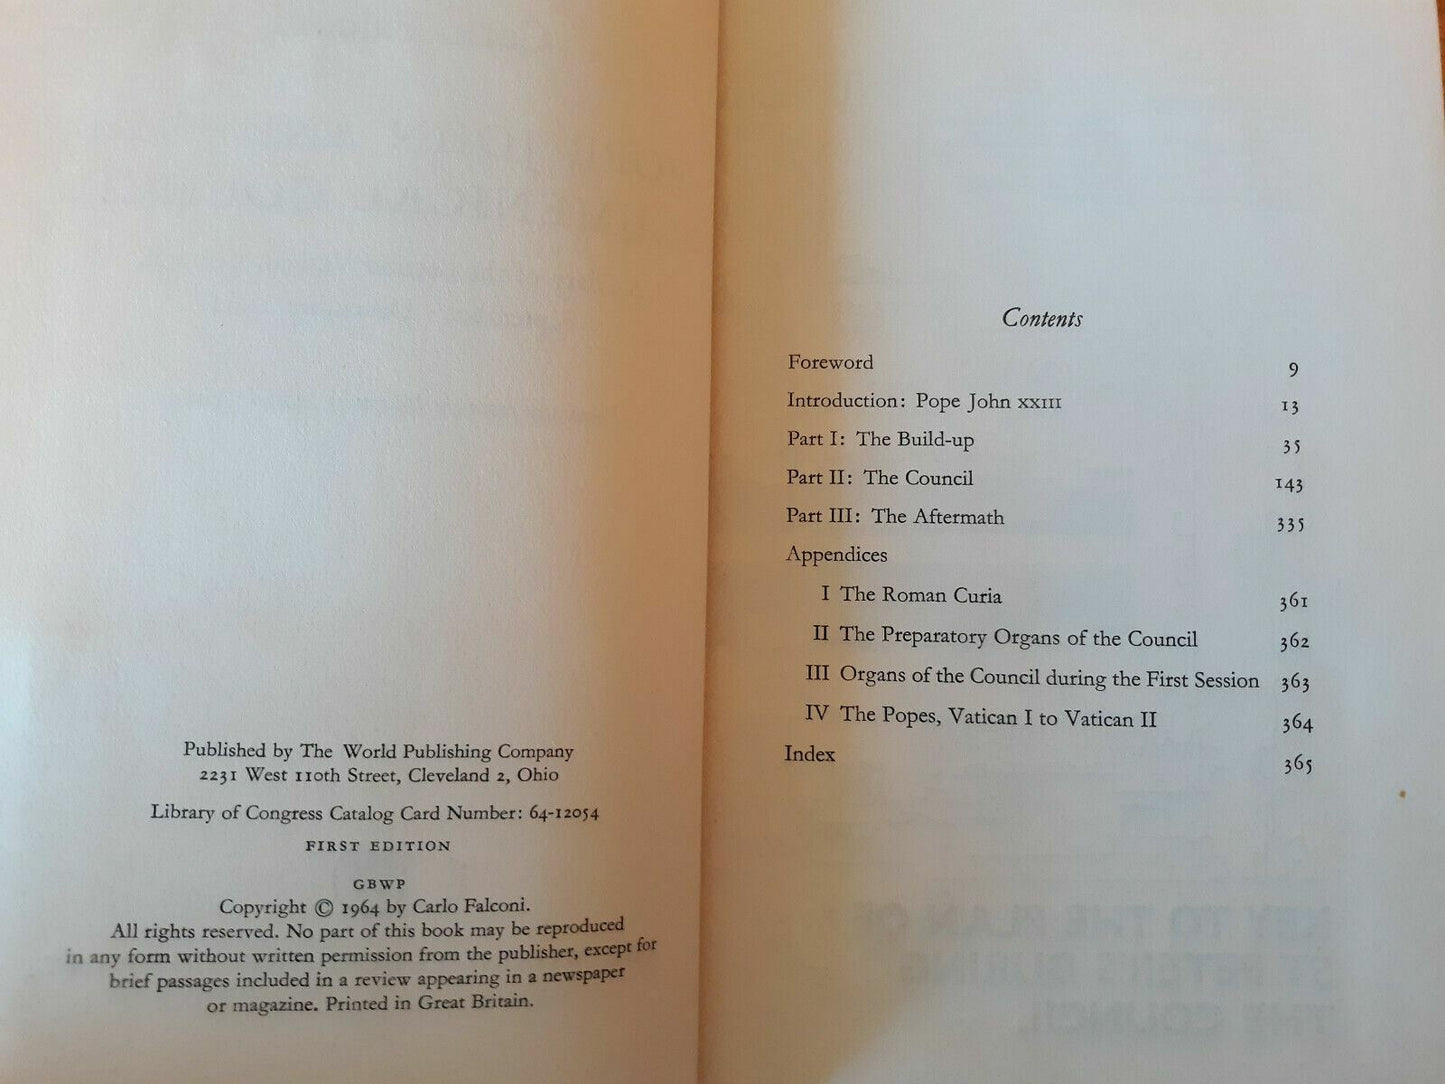 Published by The World Publishing Company
2231 West 110th Street, Cleveland 2, Ohio
Library of Congress Catalog Card Number: 64-12054
FIRST EDITION
GBWP
Copyright © 1964 by Carlo Falconi.
All rights reserved. No part of this book may be reproduced
in any form without written permission from the publisher, except for
brief passages included in a review appearing in a newspaper
or magazine. Printed in Great Britain.
Contents
Foreword 9
Introduction: Pope John XXIII 13
Part I: The Build-up 35
Part II: The Council 143
Part III: The Aftermath 335
Appendices
I The Roman Curia 361
II The Preparatory Organs of the Council 362
III Organs of the Council during the First Session 363
IV The Popes, Vatican I to Vatican II 364
Index 365